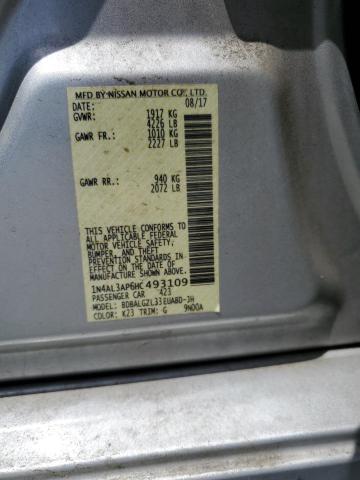 MFD BY NISSAN MOTOR CO., LTD.
DATE: 08/17
GVWR: 1917 KG
4226 LB
GAWR FR.: 1010 KG
2227 LB
GAWR RR.: 940 KG
2072 LB
THIS VEHICLE CONFORMS TO
ALL APPLICABLE FEDERAL
MOTOR VEHICLE SAFETY,
BUMPER, AND THEFT
PREVENTION STANDARDS IN
EFFECT ON THE DATE OF
MANUFACTURE SHOWN ABOVE.
1N4AL3AP6HC493109
PASSENGER CAR 423
MODEL: BDBALGZL33EUABD-JH
COLOR: K23 TRIM: G 9N00A